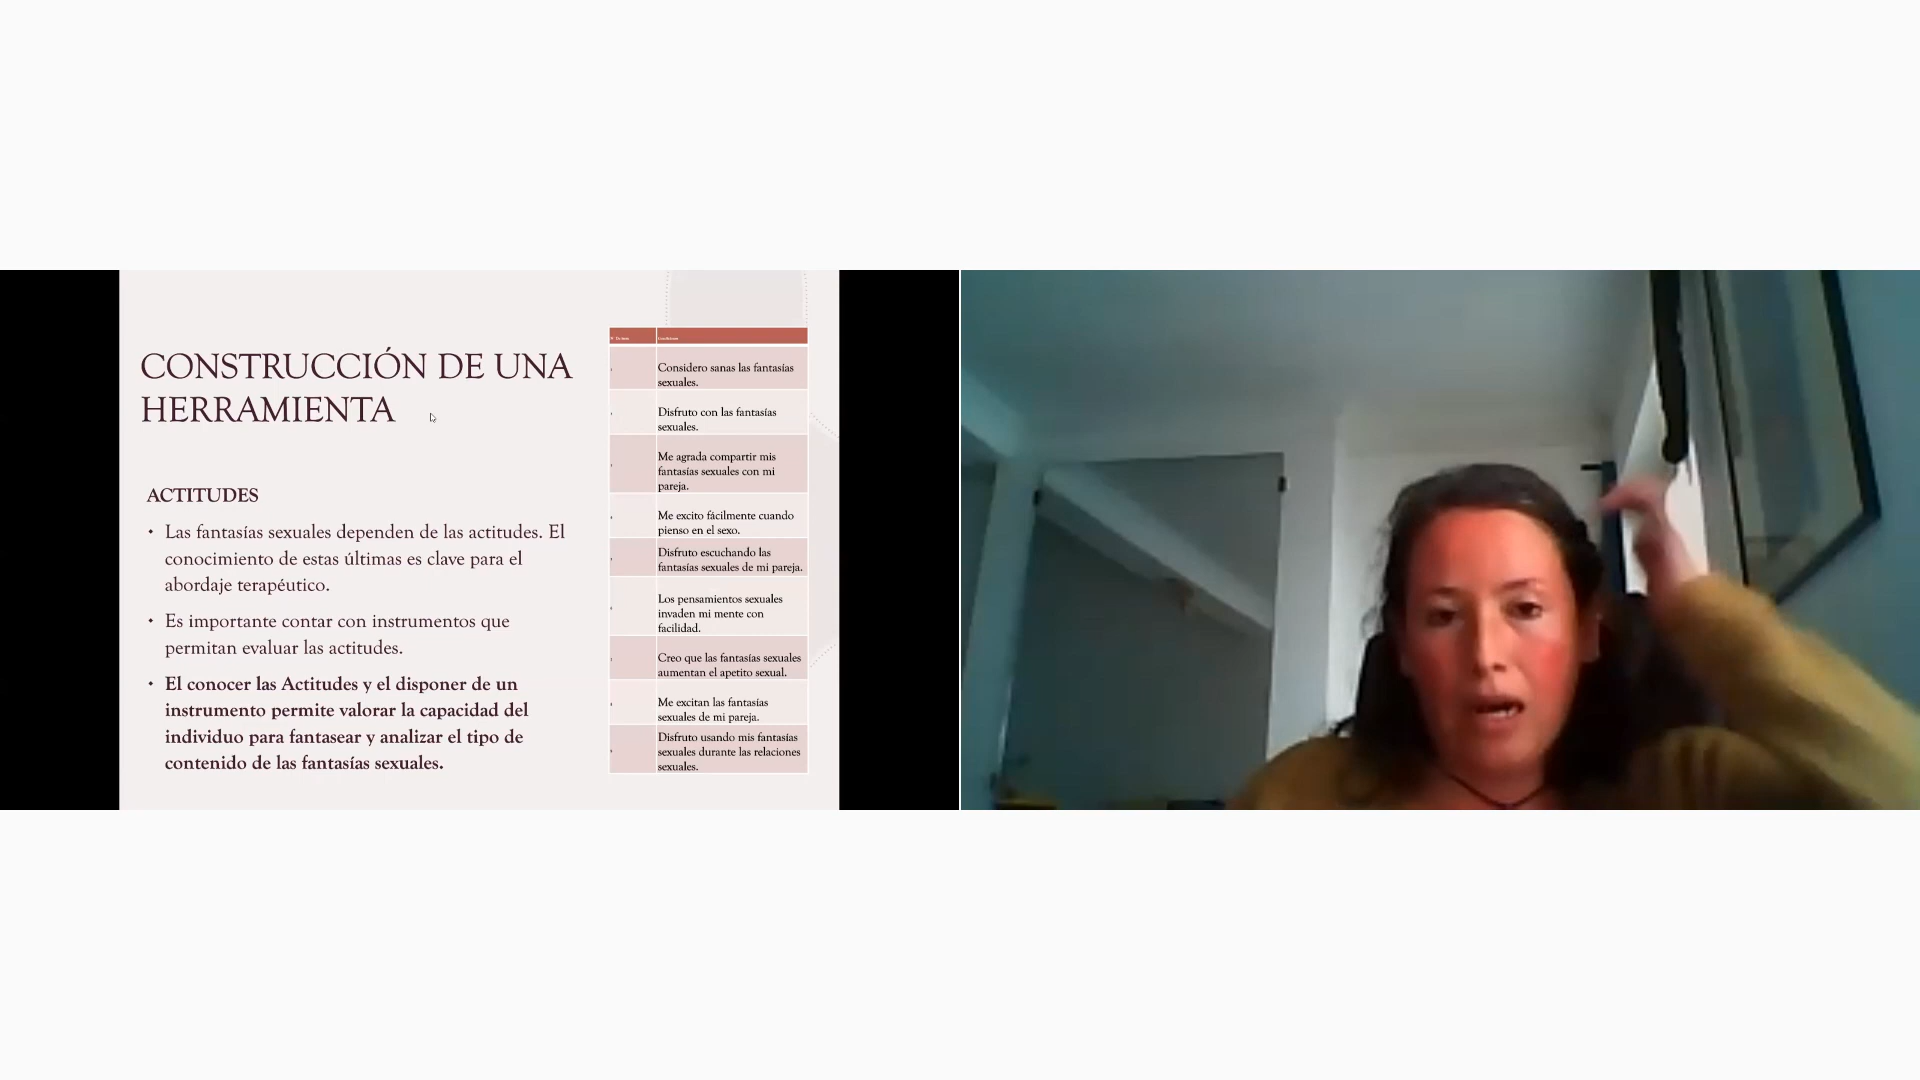 CONSTRUCCIÓN DE UNA
HERRAMIENTA
ACTITUDES
• Las fantasías sexuales dependen de las actitudes. El
conocimiento de estas últimas es clave para el
abordaje terapéutico.
• Es importante contar con instrumentos que
permitan evaluar las actitudes.
• El conocer las Actitudes y el disponer de un
instrumento permite valorar la capacidad del
individuo para fantasear y analizar el tipo de
contenido de las fantasías sexuales.
Considero sanas las fantasías
sexuales.
Disfruto con las fantasías
sexuales.
Me agrada compartir mis
fantasías sexuales con mi
pareja.
Me excito fácilmente cuando
pienso en el sexo.
Disfruto escuchando las
fantasías sexuales de mi pareja.
Los pensamientos sexuales
invaden mi mente con
facilidad.
Creo que las fantasías sexuales
aumentan el apetito sexual.
Me excitan las fantasías
sexuales de mi pareja.
Disfruto usando mis fantasías
sexuales durante las relaciones
sexuales.